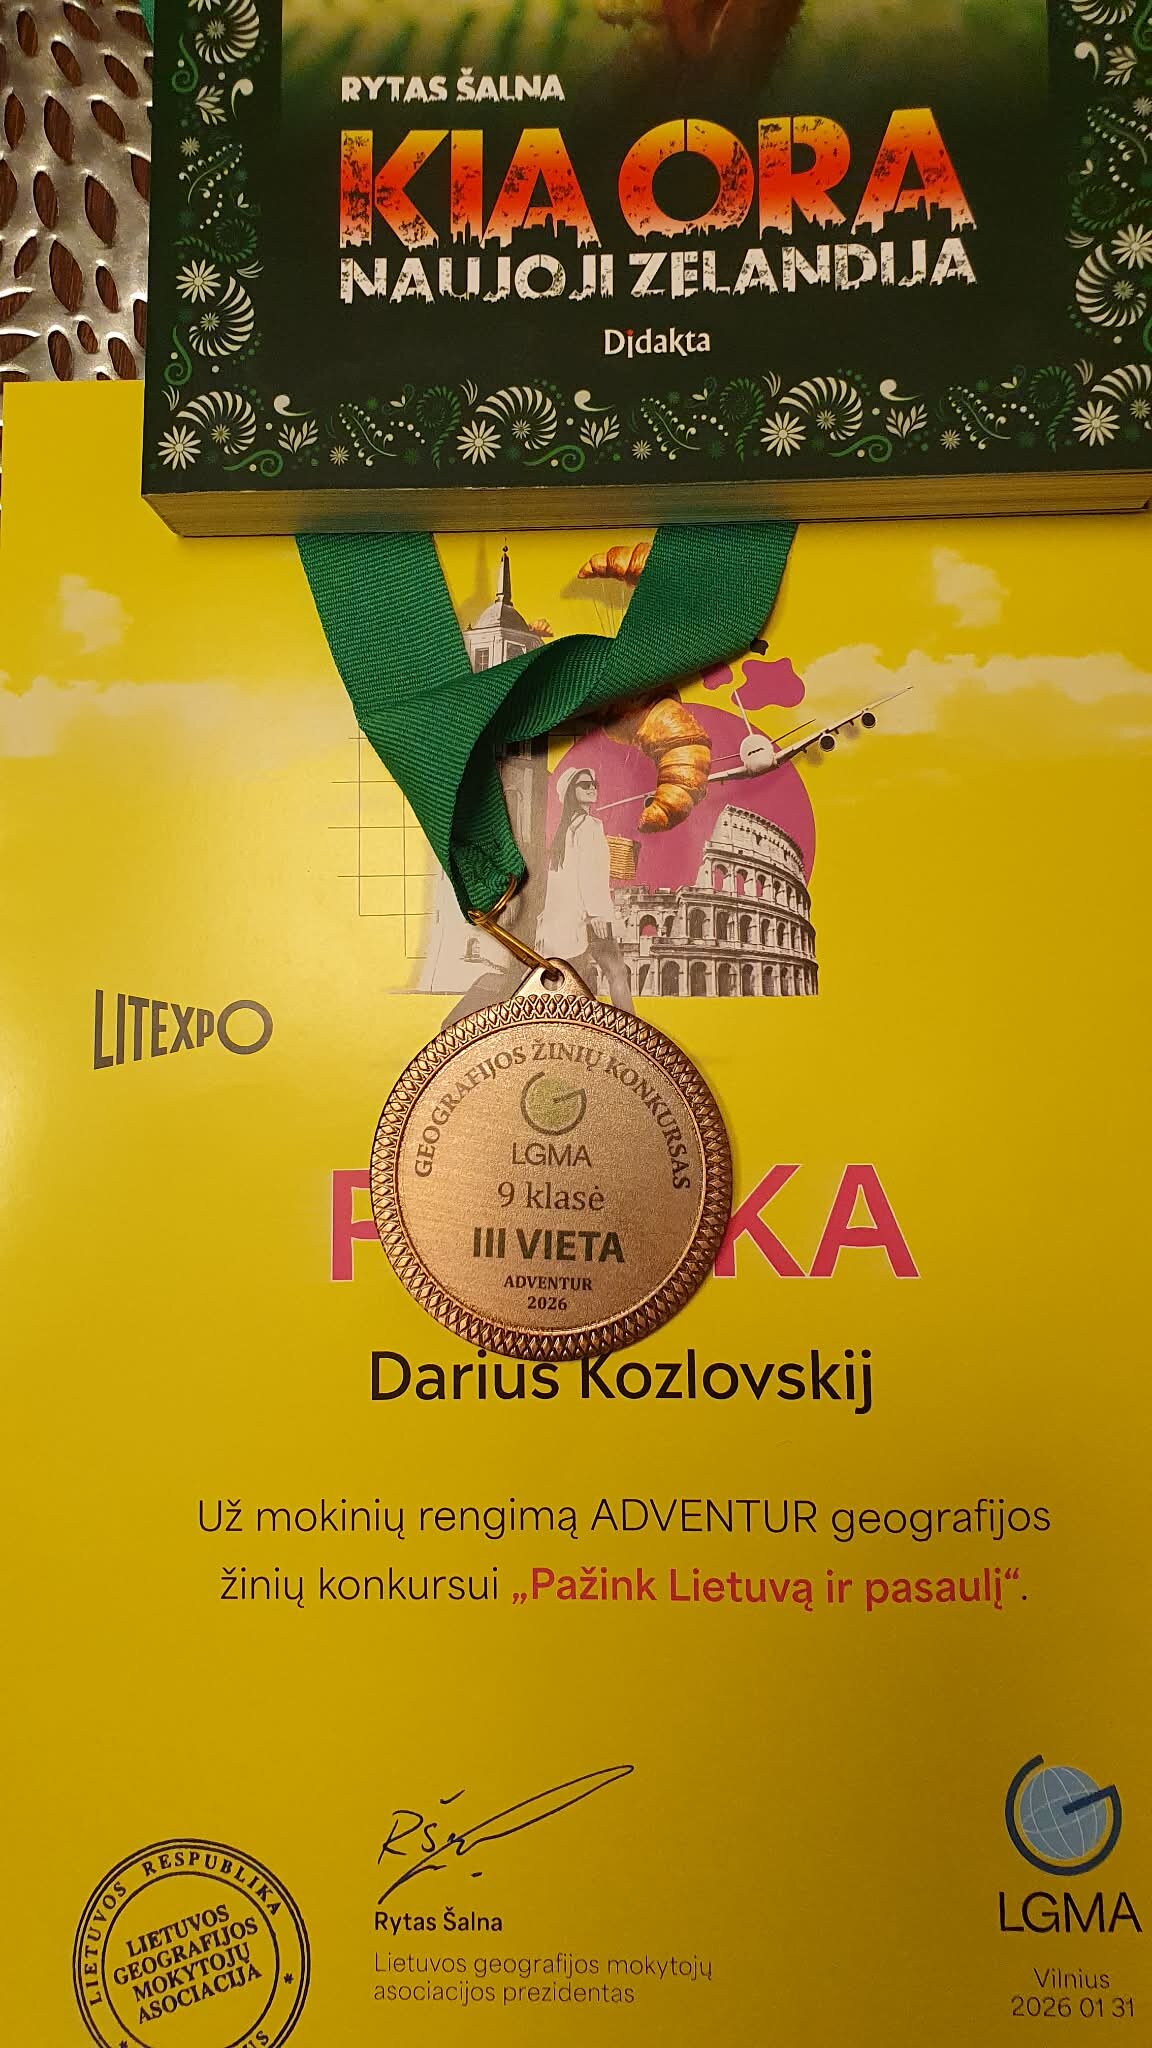 RYTAS ŠALNA
KIA ORA
NAUJOJI ZELANDIJA
Didakta
LITEXPO
GEOGRAFIJOS ŽINIŲ KONKURSAS
LGMA
9 klasė
III VIETA
ADVENTUR
2026
KA
Darius Kozlovskij
Už mokinių rengimą ADVENTUR geografijos
žinių konkursui „Pažink Lietuvą ir pasaulį“.
LIETUVOS RESPUBLIKA
LIETUVOS
GEOGRAFIJOS
MOKYTOJŲ
ASOCIACIJA
RŠ
Rytas Šalna
Lietuvos geografijos mokytojų
asociacijos prezidentas
LGMA
Vilnius
2026 01 31